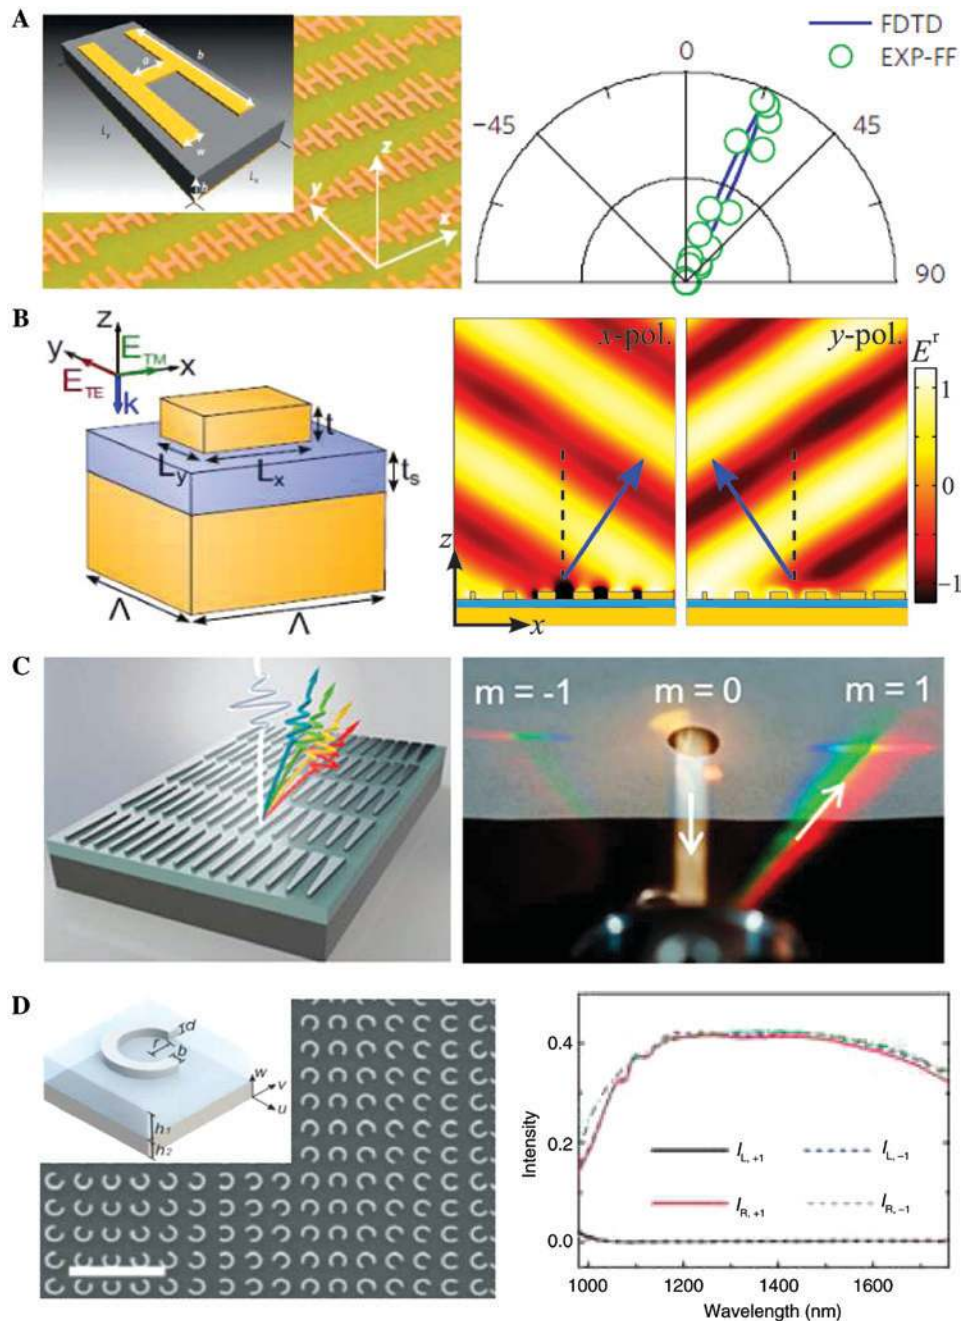 A
a
b
w
h
L_y
L_x
z
y
x
FDTD
EXP-FF
0
-45
45
90
B
z
y
E_TM
x
E_TE
k
t
L_y
L_x
t_s
Λ
Λ
x-pol.
y-pol.
E^r
1
0
-1
z
x
C
m = -1
m = 0
m = 1
D
d
r
b
w
v
u
h_1
h_2
Intensity
0.4
0.2
0.0
I_L,+1
I_L,-1
I_R,+1
I_R,-1
1000
1200
1400
1600
Wavelength (nm)